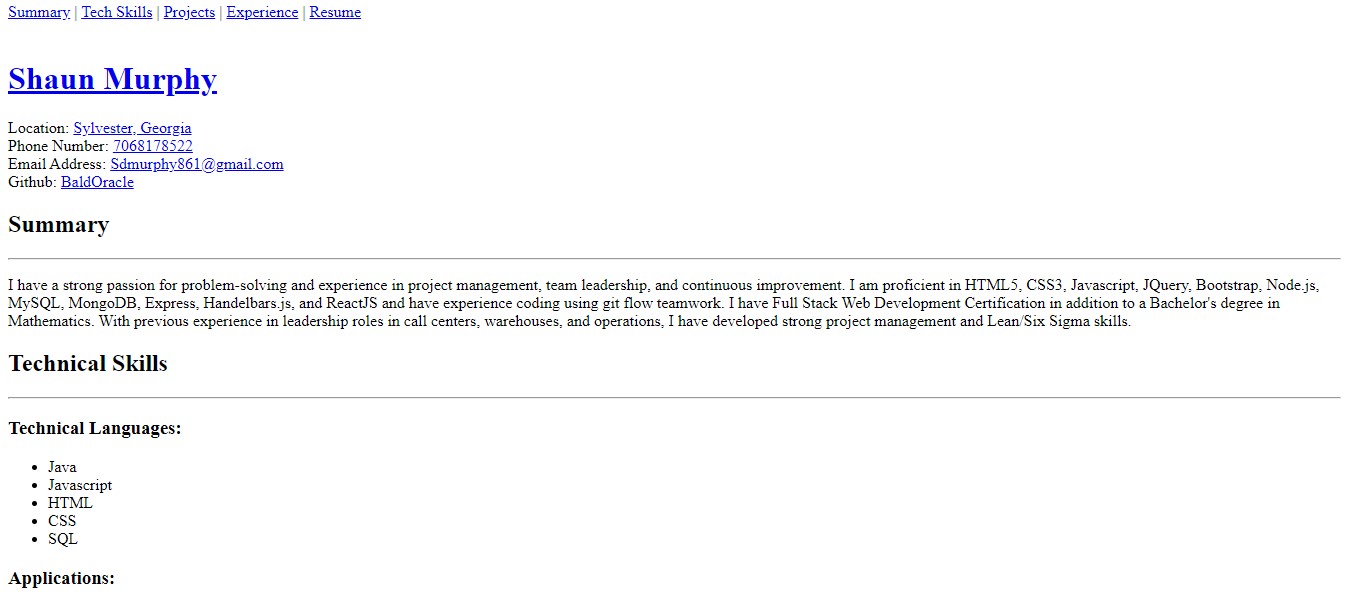 Summary | Tech Skills | Projects | Experience | Resume
Shaun Murphy
Location: Sylvester, Georgia
Phone Number: 7068178522
Email Address: Sdmurphy861@gmail.com
Github: BaldOracle
Summary
I have a strong passion for problem-solving and experience in project management, team leadership, and continuous improvement. I am proficient in HTML5, CSS3, Javascript, JQuery, Bootstrap, Node.js,
MySQL, MongoDB, Express, Handelbars.js, and ReactJS and have experience coding using git flow teamwork. I have Full Stack Web Development Certification in addition to a Bachelor's degree in
Mathematics. With previous experience in leadership roles in call centers, warehouses, and operations, I have developed strong project management and Lean/Six Sigma skills.
Technical Skills
Technical Languages:
• Java
• Javascript
• HTML
• CSS
• SQL
Applications: